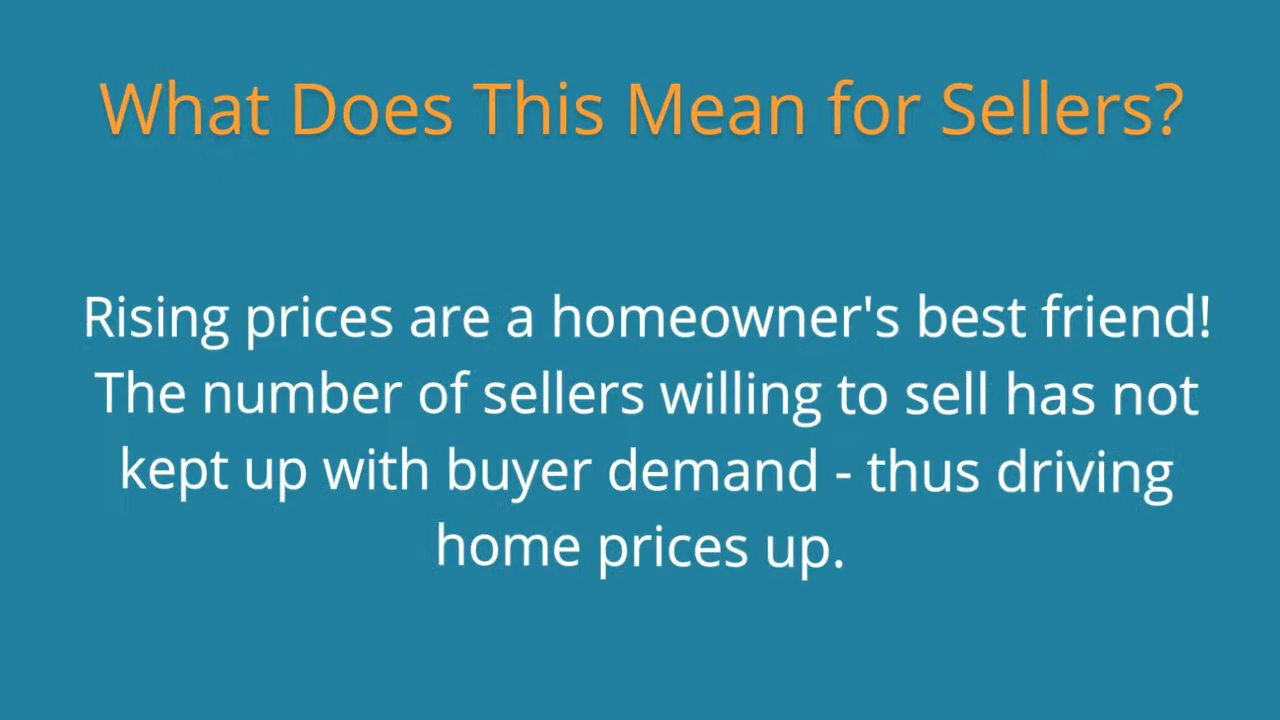 What Does This Mean for Sellers?
Rising prices are a homeowner's best friend!
The number of sellers willing to sell has not
kept up with buyer demand - thus driving
home prices up.